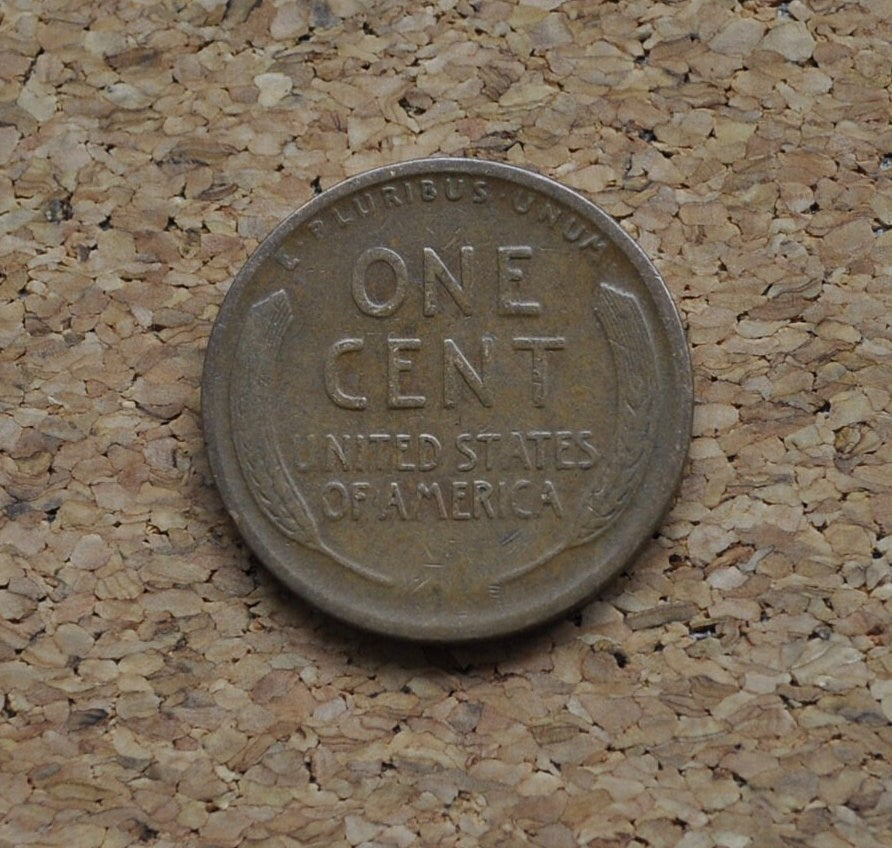 E·PLURIBUS·UNUM
ONE
CENT
UNITED STATES
OF AMERICA